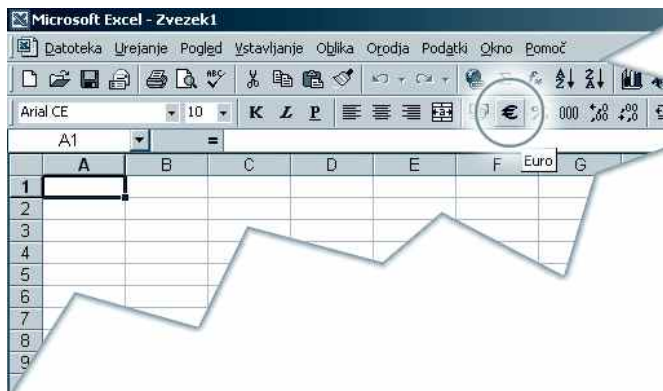 Microsoft Excel - Zvezek1
Datoteka Urejanje Pogled Vstavljanje Oblika Orodja Podatki Okno Pomoč
Arial CE 10 K L P € 000
A1 =
Euro
A B C D E F G
1
2
3
4
5
6
7
8
9